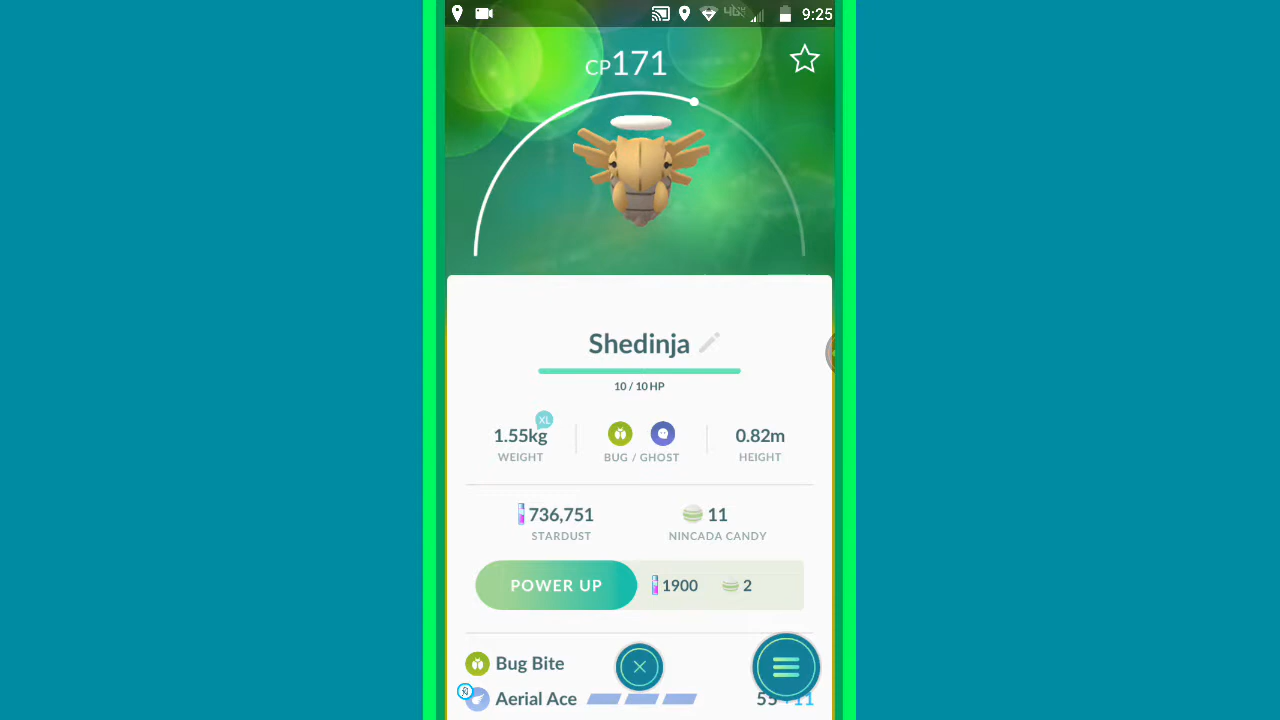 9:25
CP171
Shedinja
10 / 10 HP
XL
1.55kg
WEIGHT
BUG / GHOST
0.82m
HEIGHT
736,751
STARDUST
11
NINCADA CANDY
POWER UP 1900 2
Bug Bite
Aerial Ace